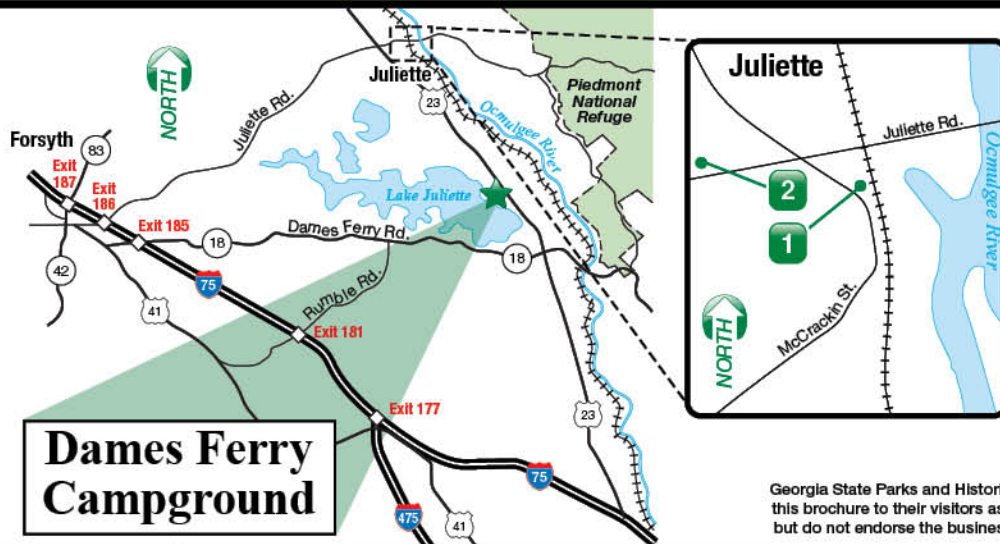 NORTH
Forsyth
83
Exit
187
Exit
186
Exit 185
Juliette Rd.
Juliette
23
Ocmulgee River
Piedmont
National
Refuge
Lake Juliette
Dames Ferry Rd.
18
18
42
41
75
Rumble Rd.
Exit 181
Exit 177
23
75
475
41
Dames Ferry
Campground
Juliette
Juliette Rd.
Ocmulgee River
2
1
McCrackin St.
NORTH
Georgia State Parks and Histori
this brochure to their visitors as
but do not endorse the busines